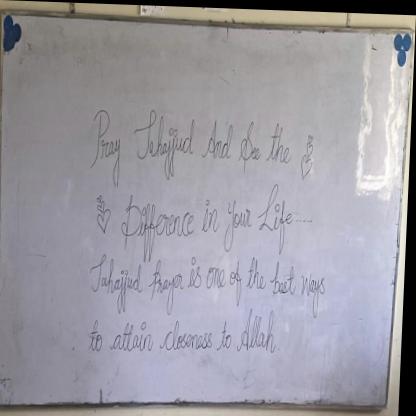 Pray Tahajjud And See the
Difference in Your Life.....
Tahajjud Prayer is one of the best ways
to attain closeness to Allah.